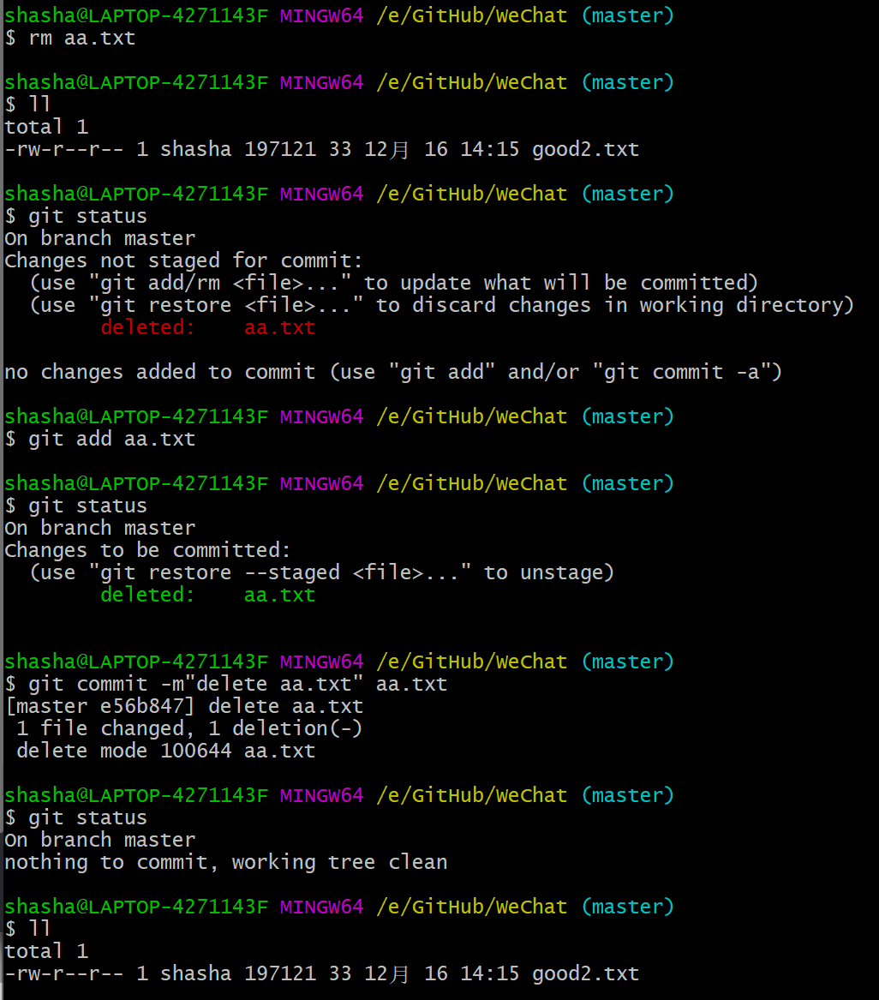 shasha@LAPTOP-4271143F MINGW64 /e/GitHub/WeChat (master)
$ rm aa.txt
shasha@LAPTOP-4271143F MINGW64 /e/GitHub/WeChat (master)
$ ll
total 1
-rw-r--r-- 1 shasha 197121 33 12月 16 14:15 good2.txt
shasha@LAPTOP-4271143F MINGW64 /e/GitHub/WeChat (master)
$ git status
On branch master
Changes not staged for commit:
  (use "git add/rm <file>..." to update what will be committed)
  (use "git restore <file>..." to discard changes in working directory)
        deleted:    aa.txt
no changes added to commit (use "git add" and/or "git commit -a")
shasha@LAPTOP-4271143F MINGW64 /e/GitHub/WeChat (master)
$ git add aa.txt
shasha@LAPTOP-4271143F MINGW64 /e/GitHub/WeChat (master)
$ git status
On branch master
Changes to be committed:
  (use "git restore --staged <file>..." to unstage)
        deleted:    aa.txt
shasha@LAPTOP-4271143F MINGW64 /e/GitHub/WeChat (master)
$ git commit -m"delete aa.txt" aa.txt
[master e56b847] delete aa.txt
 1 file changed, 1 deletion(-)
 delete mode 100644 aa.txt
shasha@LAPTOP-4271143F MINGW64 /e/GitHub/WeChat (master)
$ git status
On branch master
nothing to commit, working tree clean
shasha@LAPTOP-4271143F MINGW64 /e/GitHub/WeChat (master)
$ ll
total 1
-rw-r--r-- 1 shasha 197121 33 12月 16 14:15 good2.txt